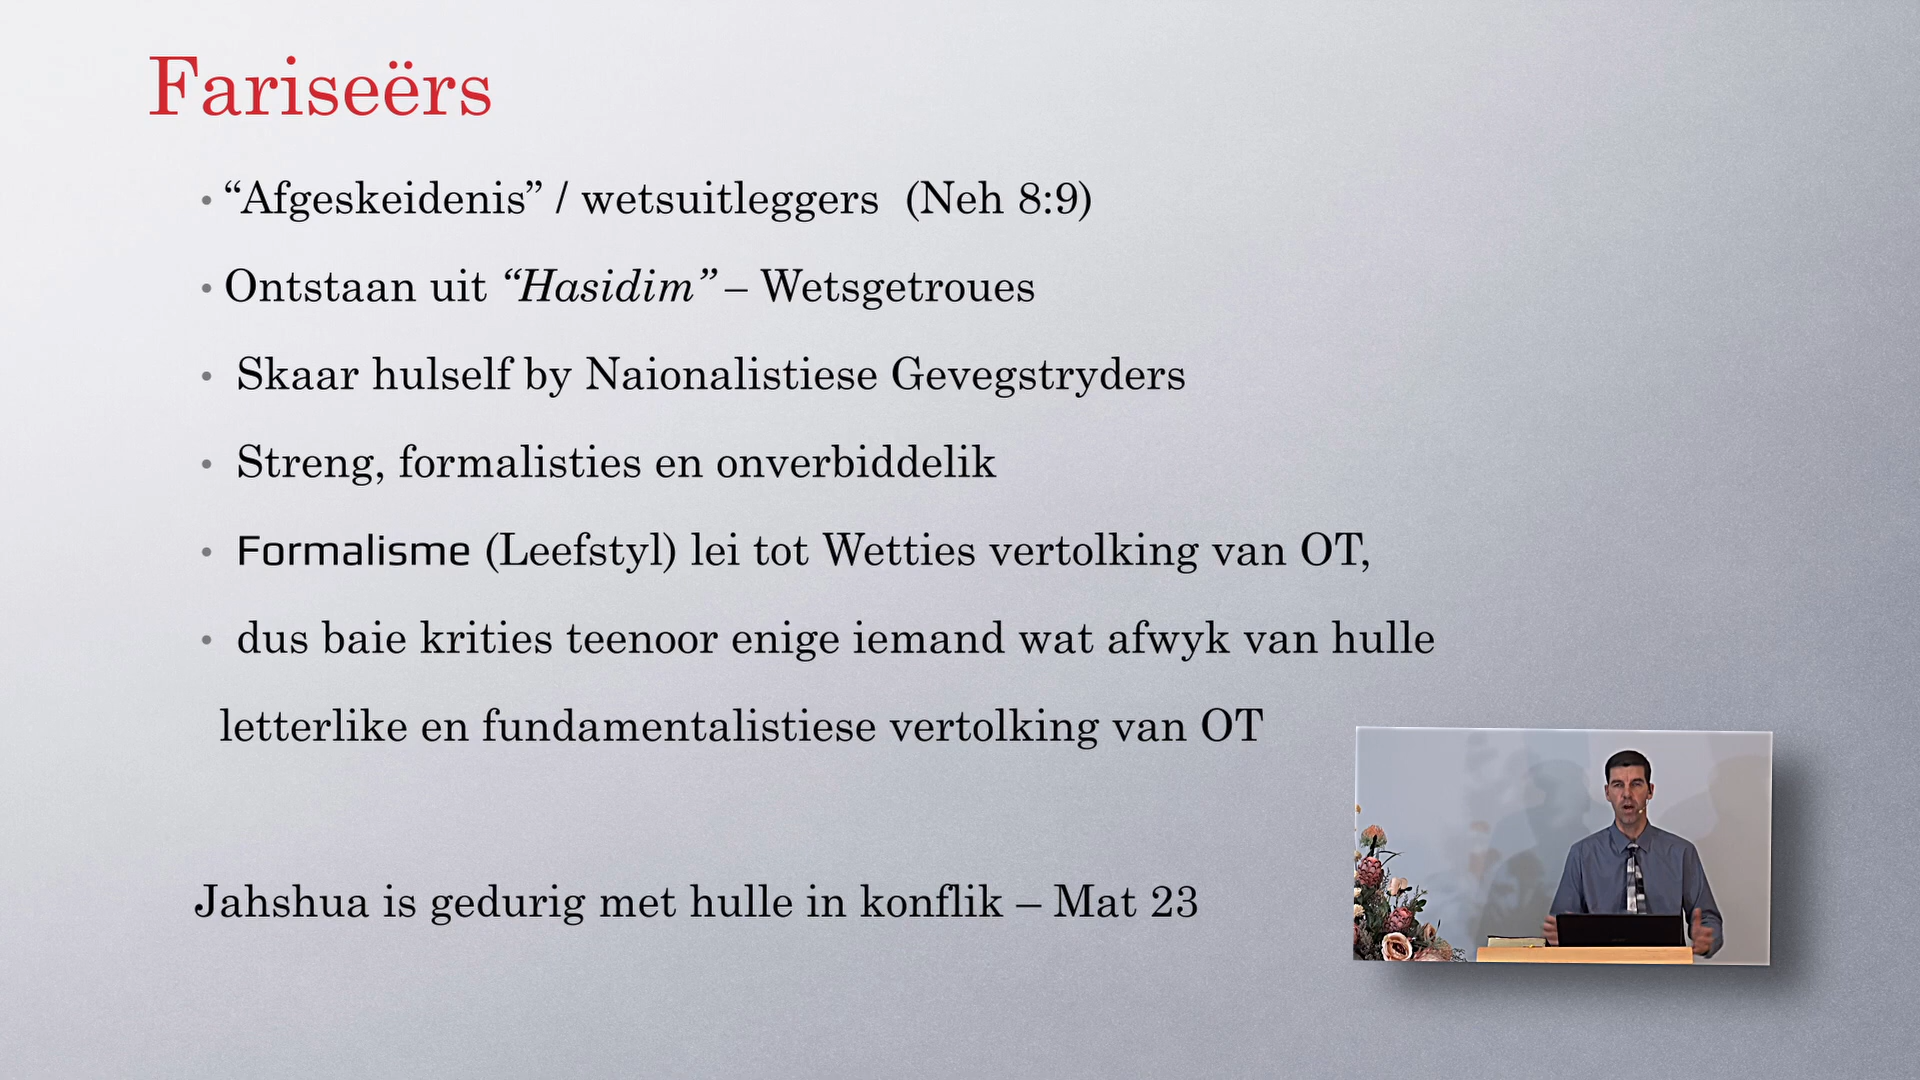 Fariseërs
• “Afgeskeidenis” / wetsuitleggers (Neh 8:9)
• Ontstaan uit “Hasidim” – Wetsgetroues
• Skaar hulself by Naionalistiese Gevegstryders
• Streng, formalisties en onverbiddelik
• Formalisme (Leefstyl) lei tot Wetties vertolking van OT,
• dus baie krities teenoor enige iemand wat afwyk van hulle
letterlike en fundamentalistiese vertolking van OT
Jahshua is gedurig met hulle in konflik – Mat 23